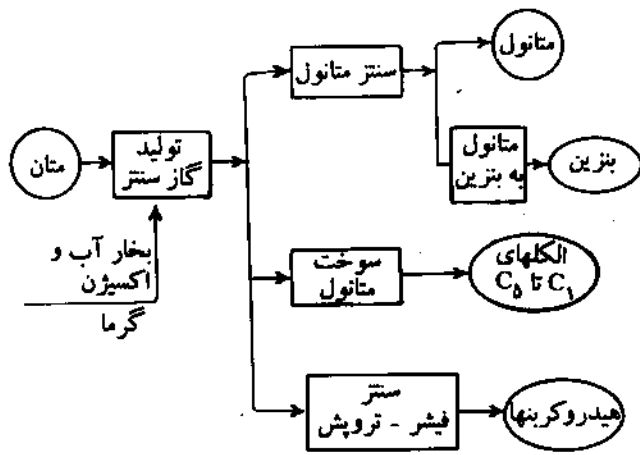 متانول
سنتز متانول
تولید
گاز سنتز
متان
متانول
به بنزین
بنزین
بخار آب و
اکسیژن
گرما
سوخت
متانول
الکلهای
C₁ تا C₅
سنتز
فیشر - تروپش
هیدروکربنها